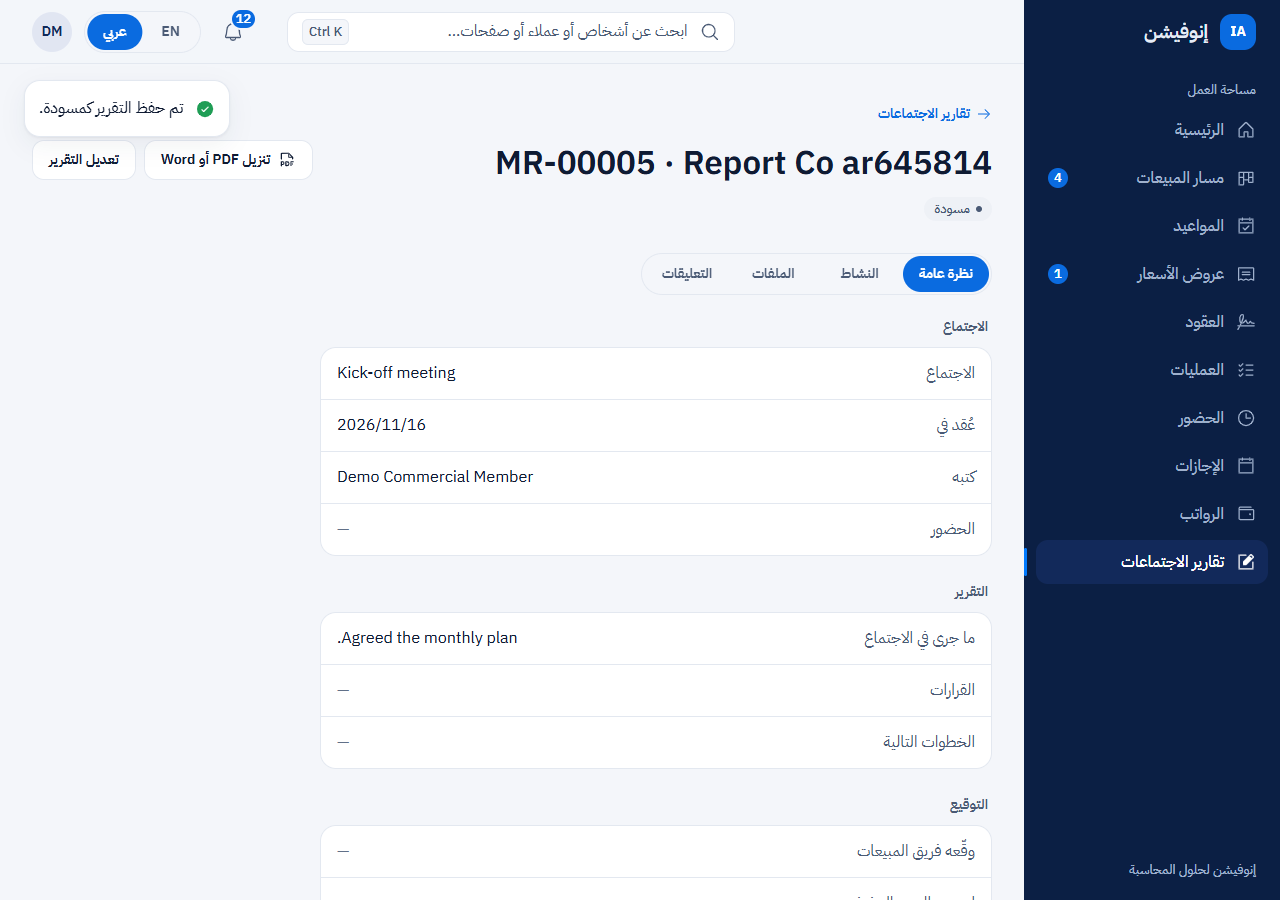 IA إنوفيشن
مساحة العمل
الرئيسية
مسار المبيعات 4
المواعيد
عروض الأسعار 1
العقود
العمليات
الحضور
الإجازات
الرواتب
تقارير الاجتماعات
إنوفيشن لحلول المحاسبة
ابحث عن أشخاص أو عملاء أو صفحات... Ctrl K
12
EN عربي
DM
تم حفظ التقرير كمسودة.
تقارير الاجتماعات
MR-00005 · Report Co ar645814
PDF تنزيل PDF أو Word
تعديل التقرير
مسودة
نظرة عامة النشاط الملفات التعليقات
الاجتماع
الاجتماع Kick-off meeting
عُقد في 2026/11/16
كتبه Demo Commercial Member
الحضور —
التقرير
ما جرى في الاجتماع Agreed the monthly plan.
القرارات —
الخطوات التالية —
التوقيع
وقّعه فريق المبيعات —